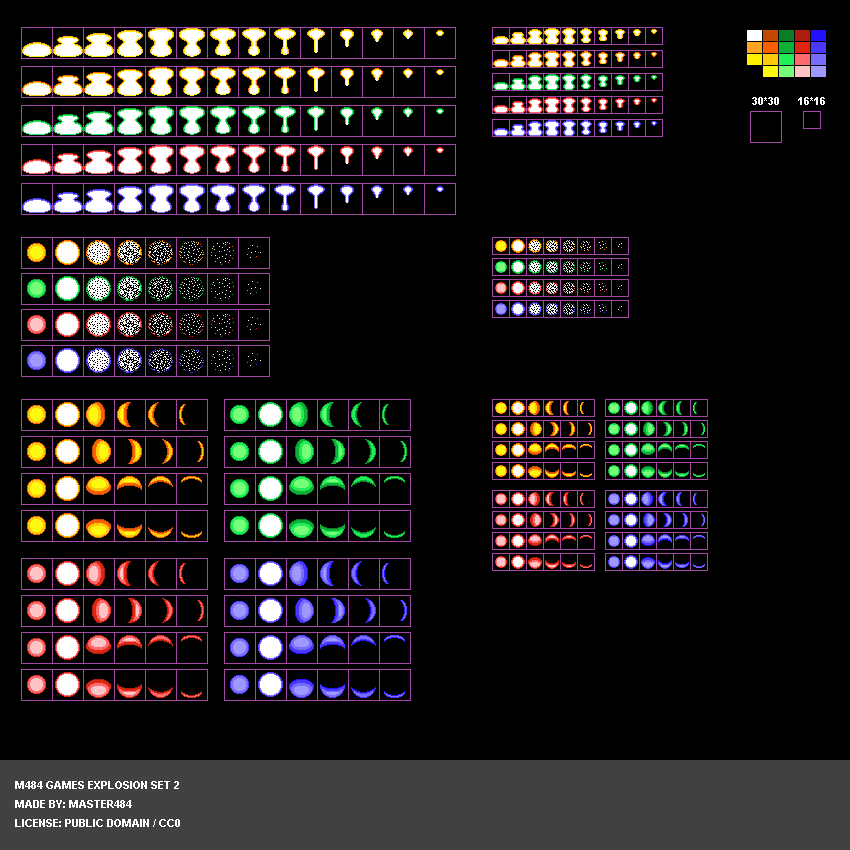 30*30 16*16
M484 GAMES EXPLOSION SET 2
MADE BY: MASTER484
LICENSE: PUBLIC DOMAIN / CC0